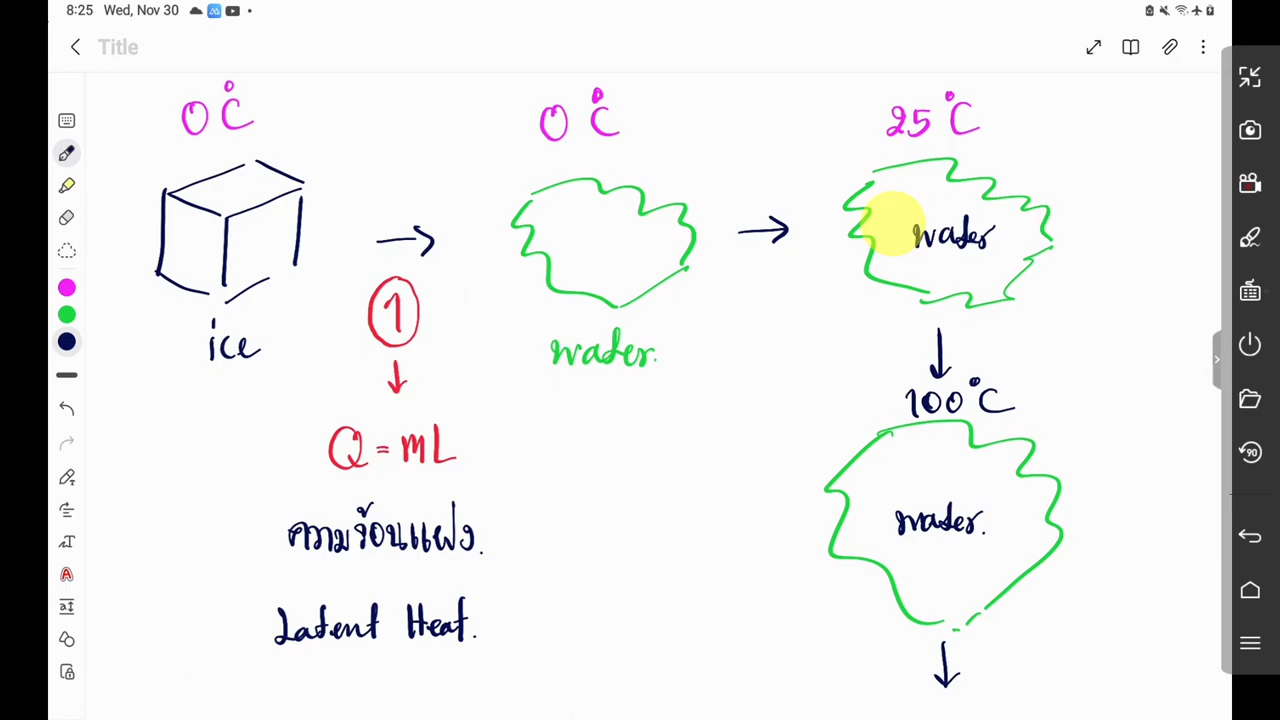 8:25 Wed, Nov 30
Title
0°C
0°C
25°C
ice
1
water.
water
100°C
Q = mL
ความร้อนแฝง.
water.
Latent Heat.
90